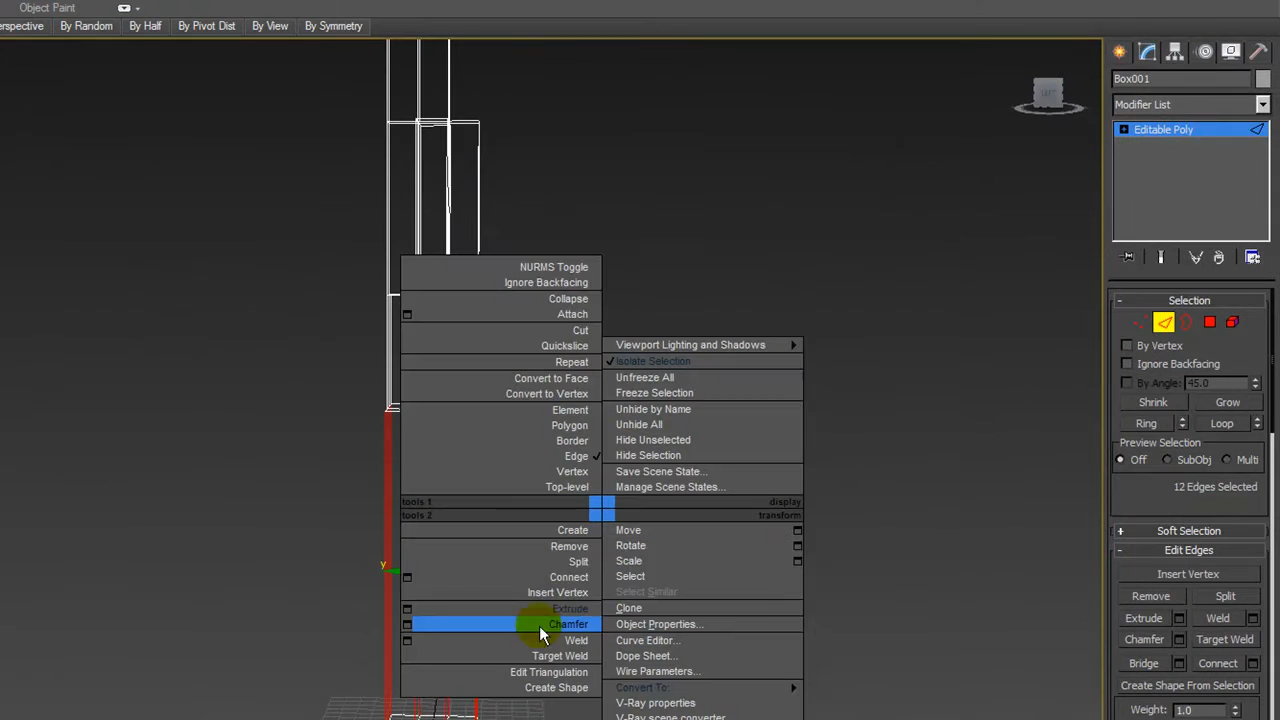 Object Paint
erspective By Random By Half By Pivot Dist By View By Symmetry
Box001
Modifier List
Editable Poly
NURMS Toggle
Ignore Backfacing
Collapse
Attach
Cut
Quickslice
Repeat
Convert to Face
Convert to Vertex
Element
Polygon
Border
Edge
Vertex
Top-level
tools 1
tools 2
Create
Remove
Split
Connect
Insert Vertex
Extrude
Chamfer
Weld
Target Weld
Edit Triangulation
Create Shape
Viewport Lighting and Shadows
Isolate Selection
Unfreeze All
Freeze Selection
Unhide by Name
Unhide All
Hide Unselected
Hide Selection
Save Scene State...
Manage Scene States...
display
transform
Move
Rotate
Scale
Select
Select Similar
Clone
Object Properties...
Curve Editor...
Dope Sheet...
Wire Parameters...
Convert To:
V-Ray properties
V-Ray scene converter
y
- Selection
By Vertex
Ignore Backfacing
By Angle: 45.0
Shrink Grow
Ring Loop
Preview Selection
Off SubObj Multi
12 Edges Selected
+ Soft Selection
- Edit Edges
Insert Vertex
Remove Split
Extrude Weld
Chamfer Target Weld
Bridge Connect
Create Shape From Selection
Weight: 1.0